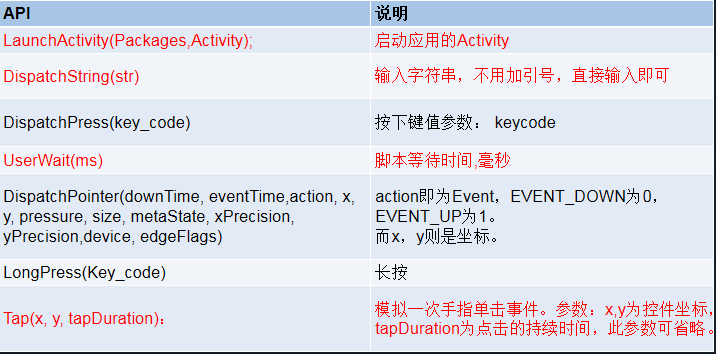 API 说明
LaunchActivity(Packages,Activity); 启动应用的Activity
DispatchString(str) 输入字符串，不用加引号，直接输入即可
DispatchPress(key_code) 按下键值参数： keycode
UserWait(ms) 脚本等待时间,毫秒
DispatchPointer(downTime, eventTime,action, x,
y, pressure, size, metaState, xPrecision,
yPrecision,device, edgeFlags)
action即为Event，EVENT_DOWN为0，
EVENT_UP为1。
而x，y则是坐标。
LongPress(Key_code) 长按
Tap(x, y, tapDuration)：
模拟一次手指单击事件。参数：x,y为控件坐标，
tapDuration为点击的持续时间，此参数可省略。